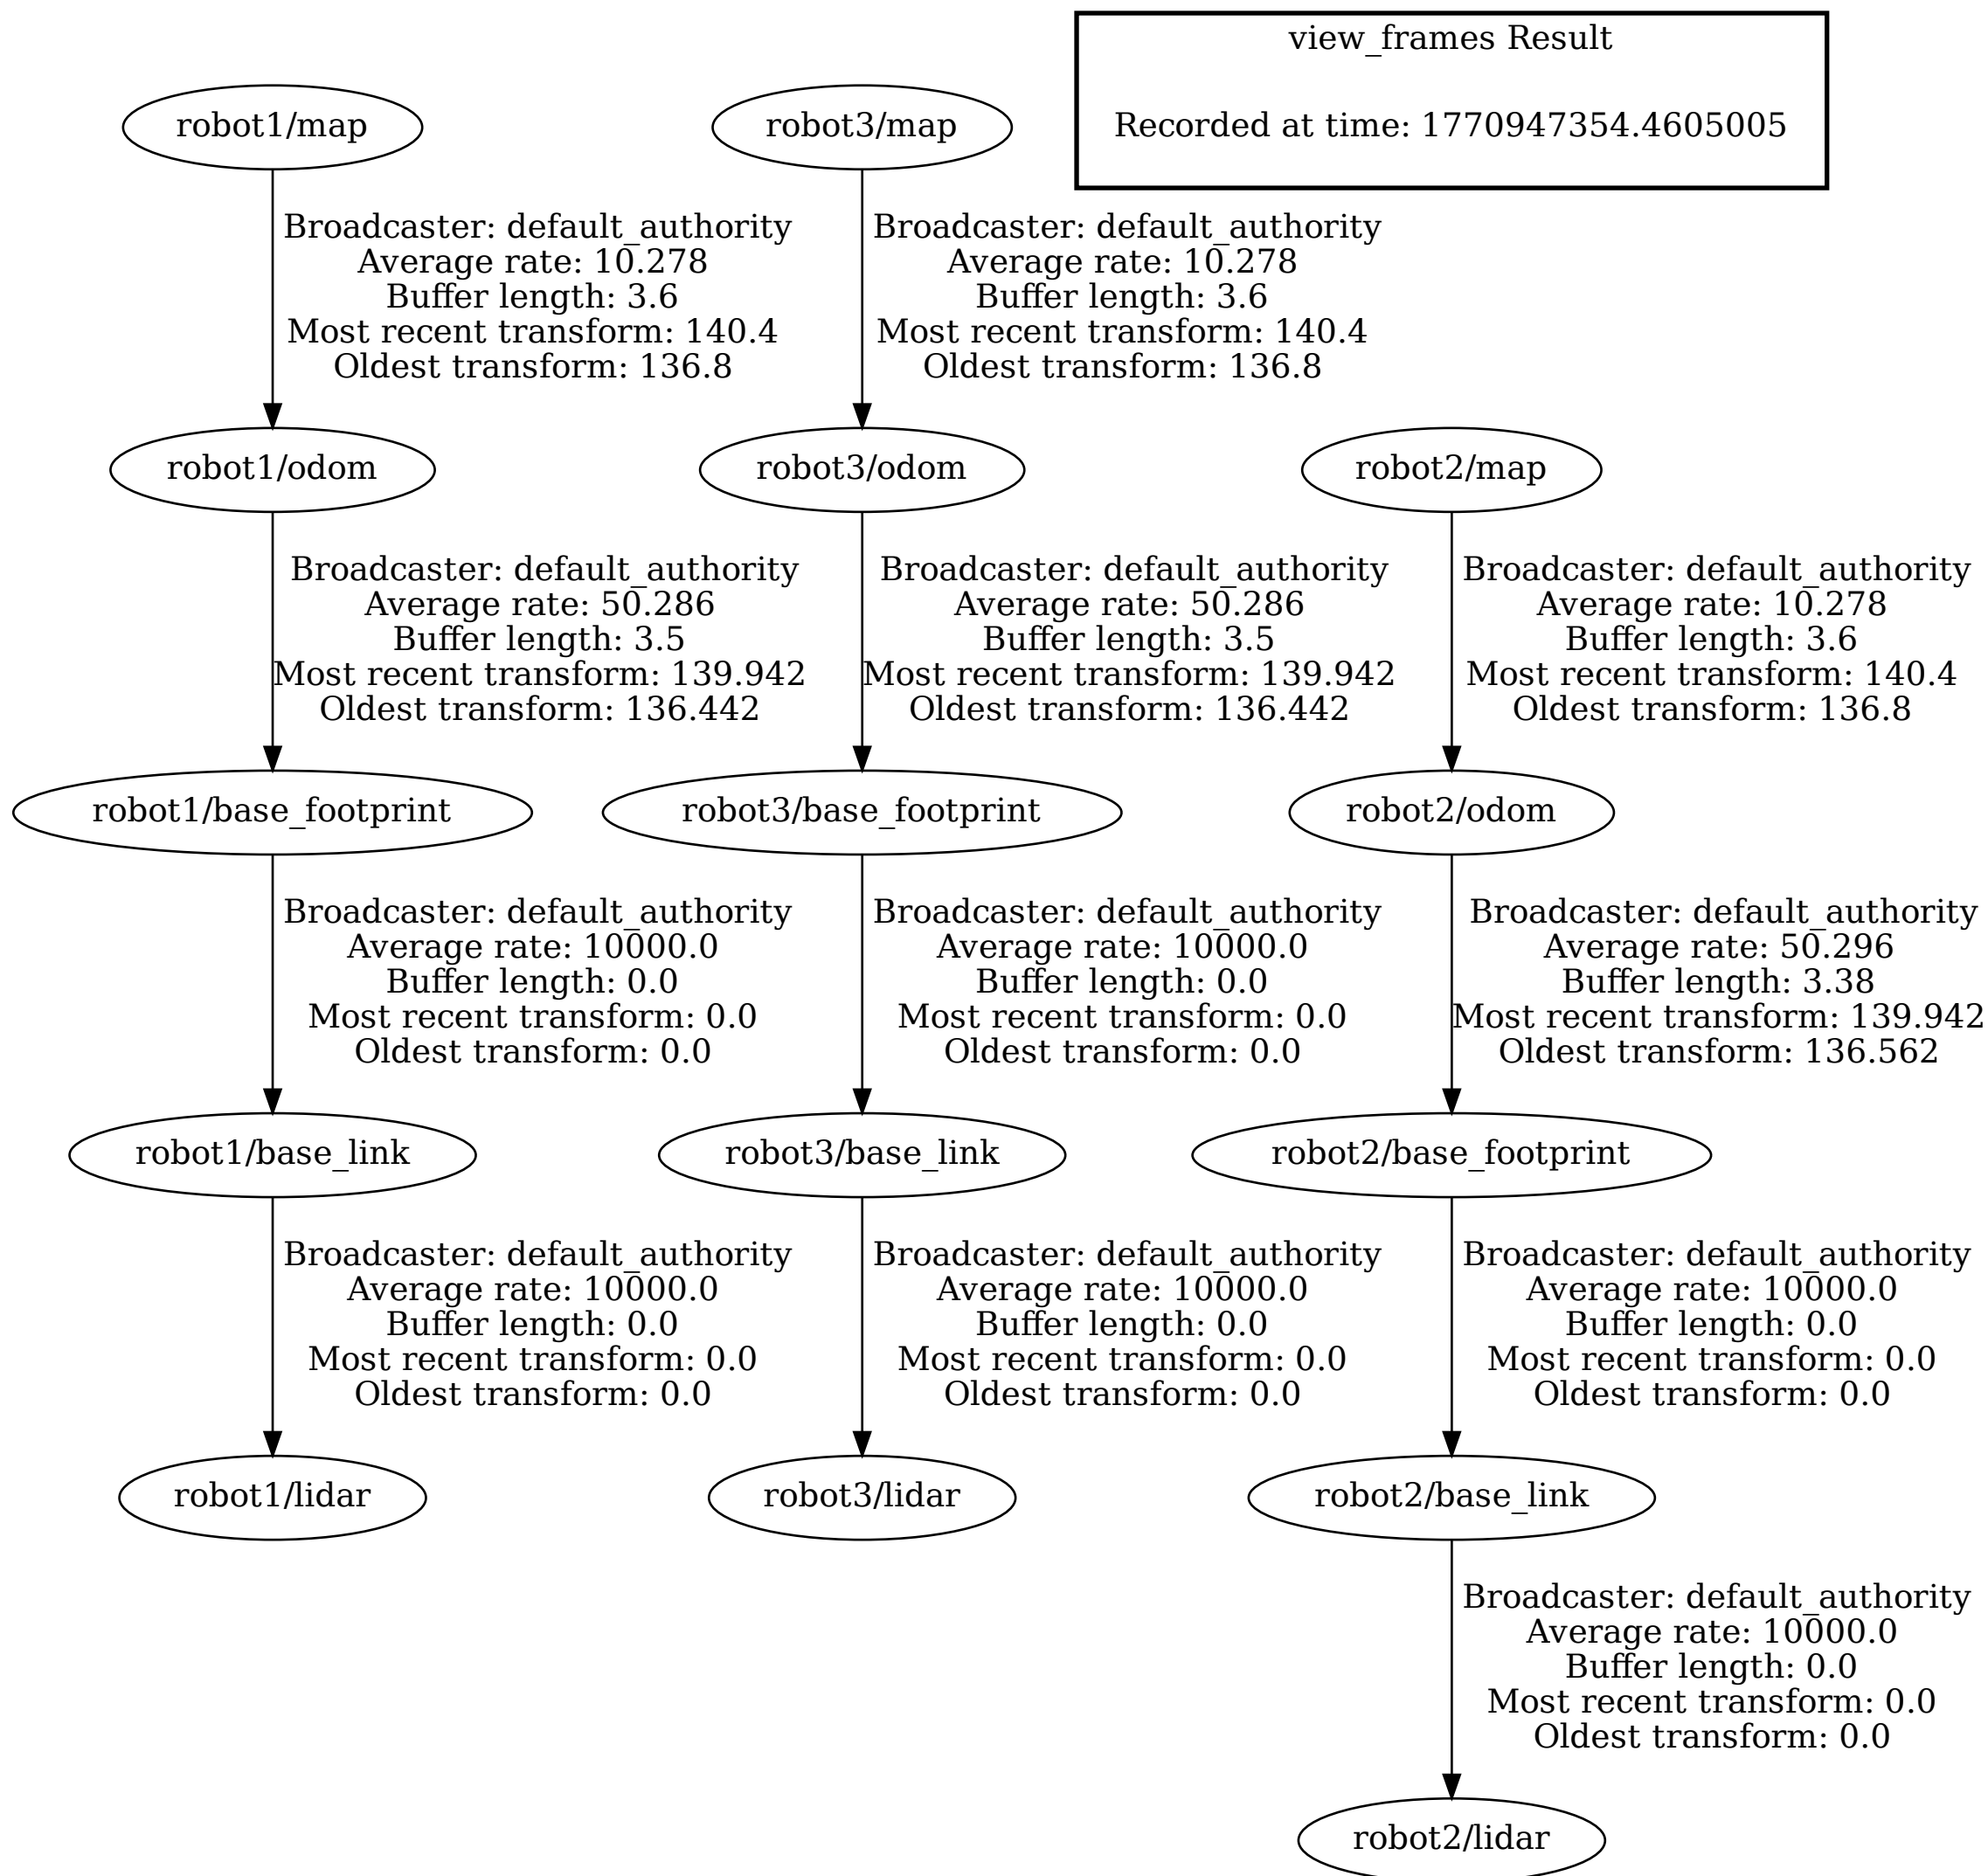 view_frames Result
Recorded at time: 1770947354.4605005
robot1/map
Broadcaster: default_authority
Average rate: 10.278
Buffer length: 3.6
Most recent transform: 140.4
Oldest transform: 136.8
robot1/odom
Broadcaster: default_authority
Average rate: 50.286
Buffer length: 3.5
Most recent transform: 139.942
Oldest transform: 136.442
robot1/base_footprint
Broadcaster: default_authority
Average rate: 10000.0
Buffer length: 0.0
Most recent transform: 0.0
Oldest transform: 0.0
robot1/base_link
Broadcaster: default_authority
Average rate: 10000.0
Buffer length: 0.0
Most recent transform: 0.0
Oldest transform: 0.0
robot1/lidar
robot3/map
Broadcaster: default_authority
Average rate: 10.278
Buffer length: 3.6
Most recent transform: 140.4
Oldest transform: 136.8
robot3/odom
Broadcaster: default_authority
Average rate: 50.286
Buffer length: 3.5
Most recent transform: 139.942
Oldest transform: 136.442
robot3/base_footprint
Broadcaster: default_authority
Average rate: 10000.0
Buffer length: 0.0
Most recent transform: 0.0
Oldest transform: 0.0
robot3/base_link
Broadcaster: default_authority
Average rate: 10000.0
Buffer length: 0.0
Most recent transform: 0.0
Oldest transform: 0.0
robot3/lidar
robot2/map
Broadcaster: default_authority
Average rate: 10.278
Buffer length: 3.6
Most recent transform: 140.4
Oldest transform: 136.8
robot2/odom
Broadcaster: default_authority
Average rate: 50.296
Buffer length: 3.38
Most recent transform: 139.942
Oldest transform: 136.562
robot2/base_footprint
Broadcaster: default_authority
Average rate: 10000.0
Buffer length: 0.0
Most recent transform: 0.0
Oldest transform: 0.0
robot2/base_link
Broadcaster: default_authority
Average rate: 10000.0
Buffer length: 0.0
Most recent transform: 0.0
Oldest transform: 0.0
robot2/lidar